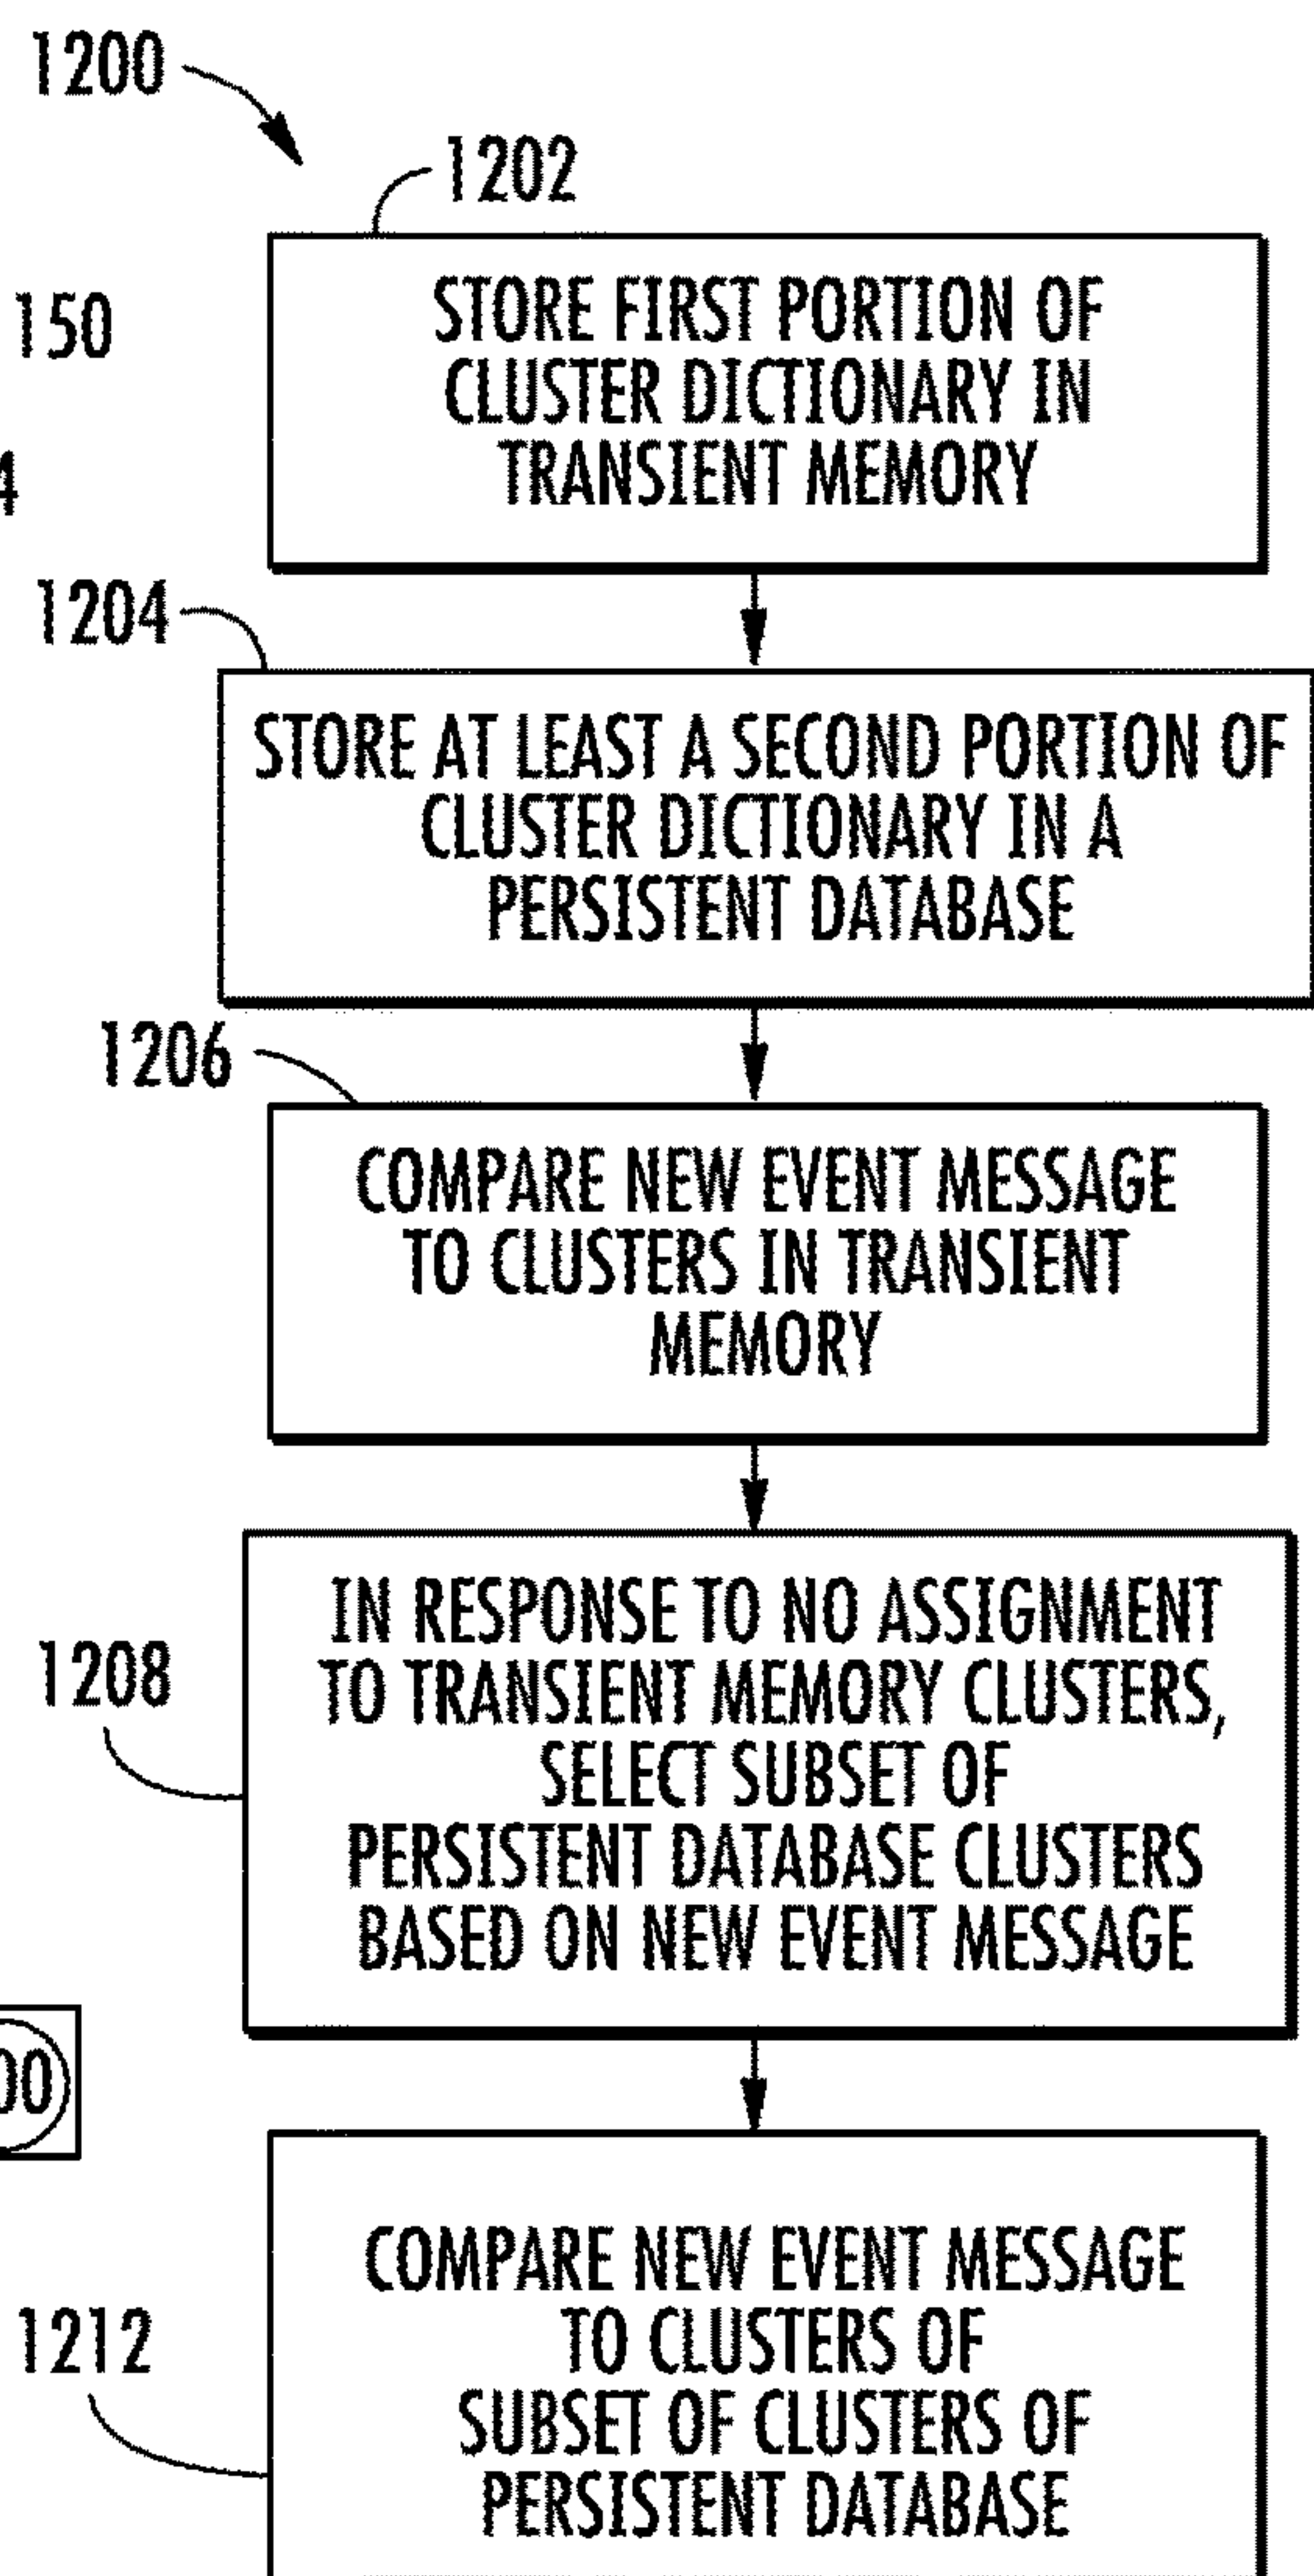 1200
1202
STORE FIRST PORTION OF
CLUSTER DICTIONARY IN
TRANSIENT MEMORY
150
4
1204
STORE AT LEAST A SECOND PORTION OF
CLUSTER DICTIONARY IN A
PERSISTENT DATABASE
1206
COMPARE NEW EVENT MESSAGE
TO CLUSTERS IN TRANSIENT
MEMORY
1208
IN RESPONSE TO NO ASSIGNMENT
TO TRANSIENT MEMORY CLUSTERS,
SELECT SUBSET OF
PERSISTENT DATABASE CLUSTERS
BASED ON NEW EVENT MESSAGE
00
1212
COMPARE NEW EVENT MESSAGE
TO CLUSTERS OF
SUBSET OF CLUSTERS OF
PERSISTENT DATABASE